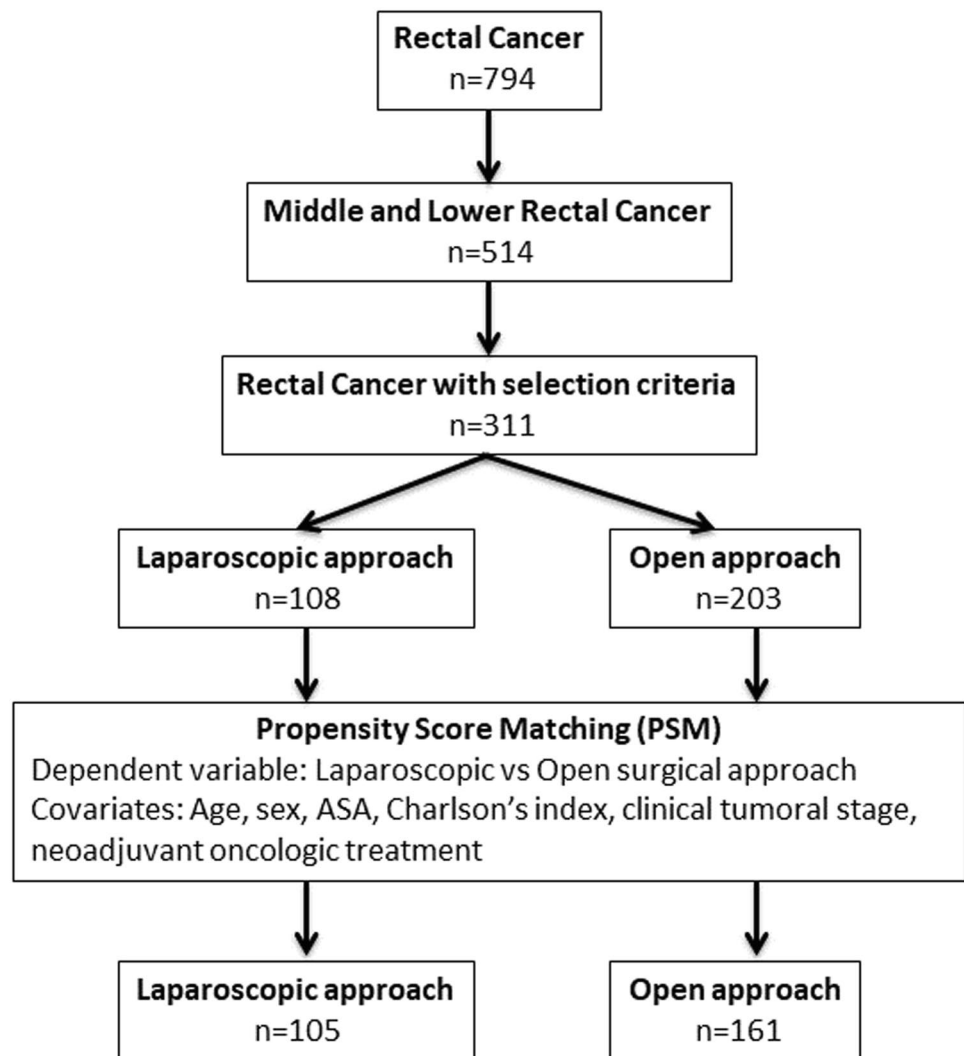 Rectal Cancer
n=794
Middle and Lower Rectal Cancer
n=514
Rectal Cancer with selection criteria
n=311
Laparoscopic approach
n=108
Open approach
n=203
Propensity Score Matching (PSM)
Dependent variable: Laparoscopic vs Open surgical approach
Covariates: Age, sex, ASA, Charlson’s index, clinical tumoral stage,
neoadjuvant oncologic treatment
Laparoscopic approach
n=105
Open approach
n=161